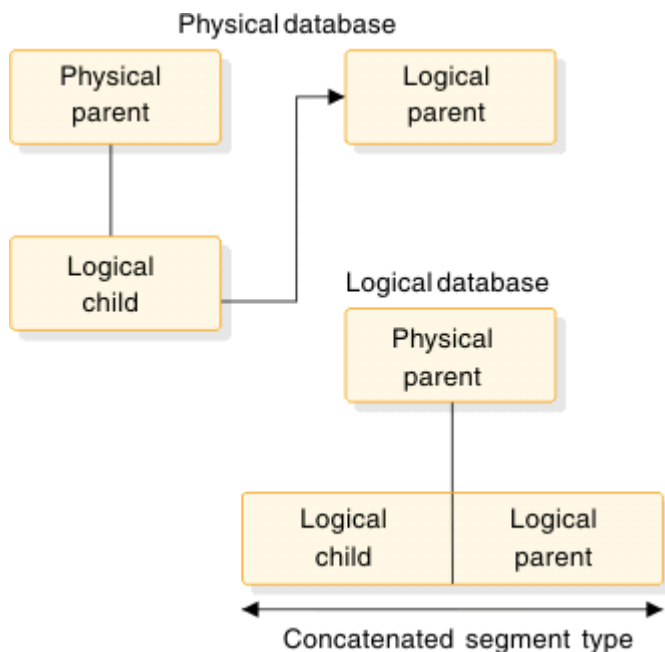 Physical database
Physical
parent
Logical
parent
Logical
child
Logical database
Physical
parent
Logical
child
Logical
parent
Concatenated segment type